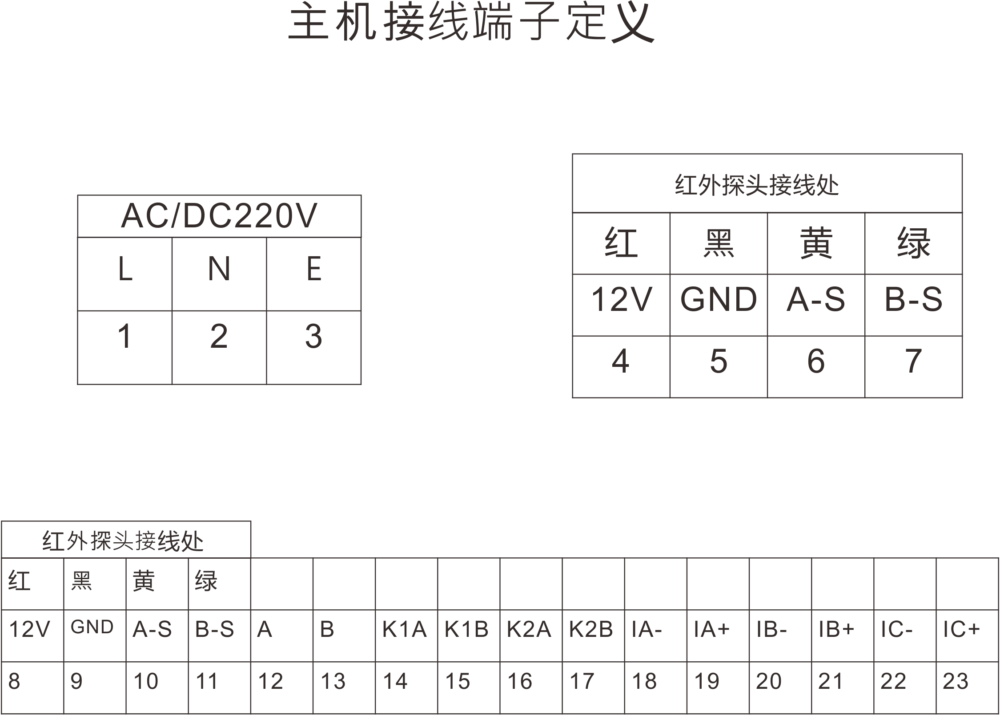 主机接线端子定义
AC/DC220V
L N E
1 2 3
红外探头接线处
红 黑 黄 绿
12V GND A-S B-S
4 5 6 7
红外探头接线处
红 黑 黄 绿
12V GND A-S B-S A B K1A K1B K2A K2B IA- IA+ IB- IB+ IC- IC+
8 9 10 11 12 13 14 15 16 17 18 19 20 21 22 23